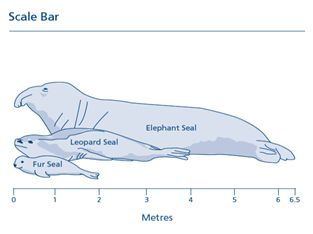 Scale Bar
Elephant Seal
Leopard Seal
Fur Seal
0 1 2 3 4 5 6 6.5
Metres